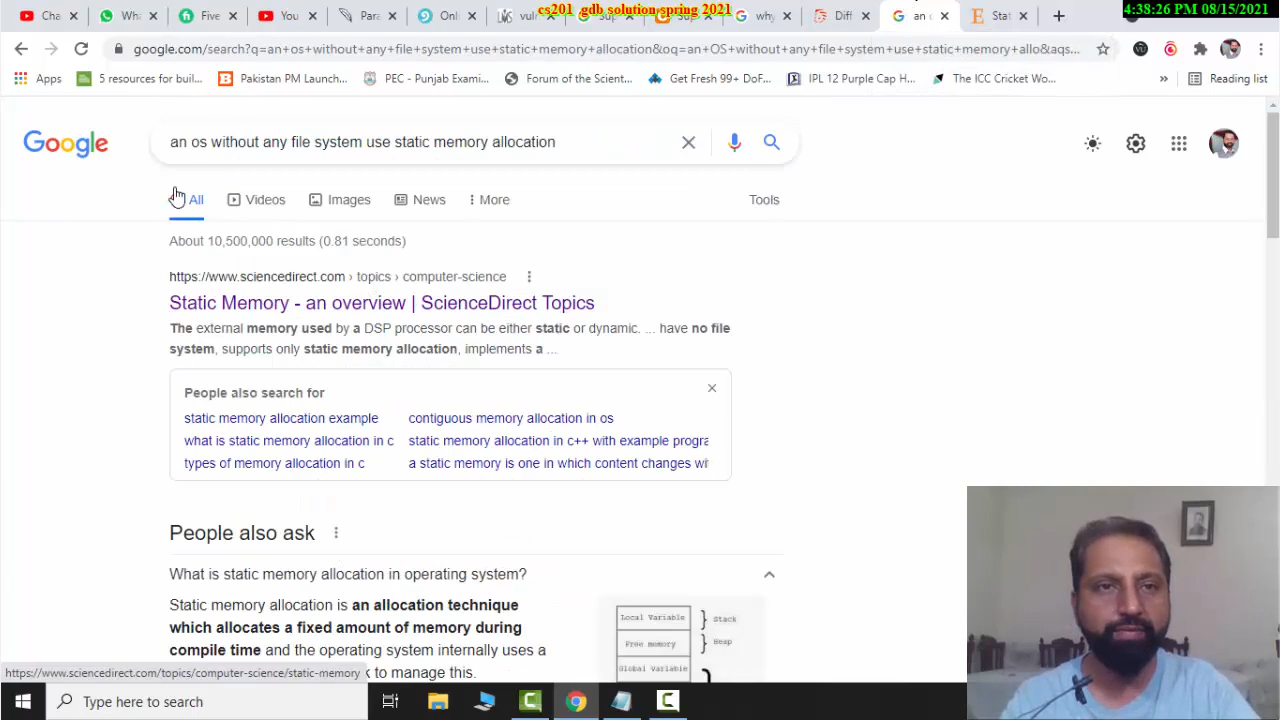 cs201 gdb solution spring 2021
4:38:26 PM 08/15/2021
Cha
Wha
Five
Para
Onli
vuln
Sup
why
Diff
an o
Stati
google.com/search?q=an+os+without+any+file+system+use+static+memory+allocation&oq=an+OS+without+any+file+system+use+static+memory+allo&aqs...
Apps
5 resources for buil...
Pakistan PM Launch...
PEC - Punjab Exami...
Forum of the Scient...
Get Fresh 99+ DoF...
IPL 12 Purple Cap H...
The ICC Cricket Wo...
»
Reading list
Google
an os without any file system use static memory allocation
All
Videos
Images
News
More
Tools
About 10,500,000 results (0.81 seconds)
https://www.sciencedirect.com › topics › computer-science
Static Memory - an overview | ScienceDirect Topics
The external memory used by a DSP processor can be either static or dynamic. ... have no file
system, supports only static memory allocation, implements a ...
People also search for
static memory allocation example
contiguous memory allocation in os
what is static memory allocation in c
static memory allocation in c++ with example progra
types of memory allocation in c
a static memory is one in which content changes wi
People also ask
What is static memory allocation in operating system?
Static memory allocation is an allocation technique
which allocates a fixed amount of memory during
compile time and the operating system internally uses a
k to manage this.
Local Variable
Stack
Free memory
Heap
Global Variable
https://www.sciencedirect.com/topics/computer-science/static-memory
Type here to search